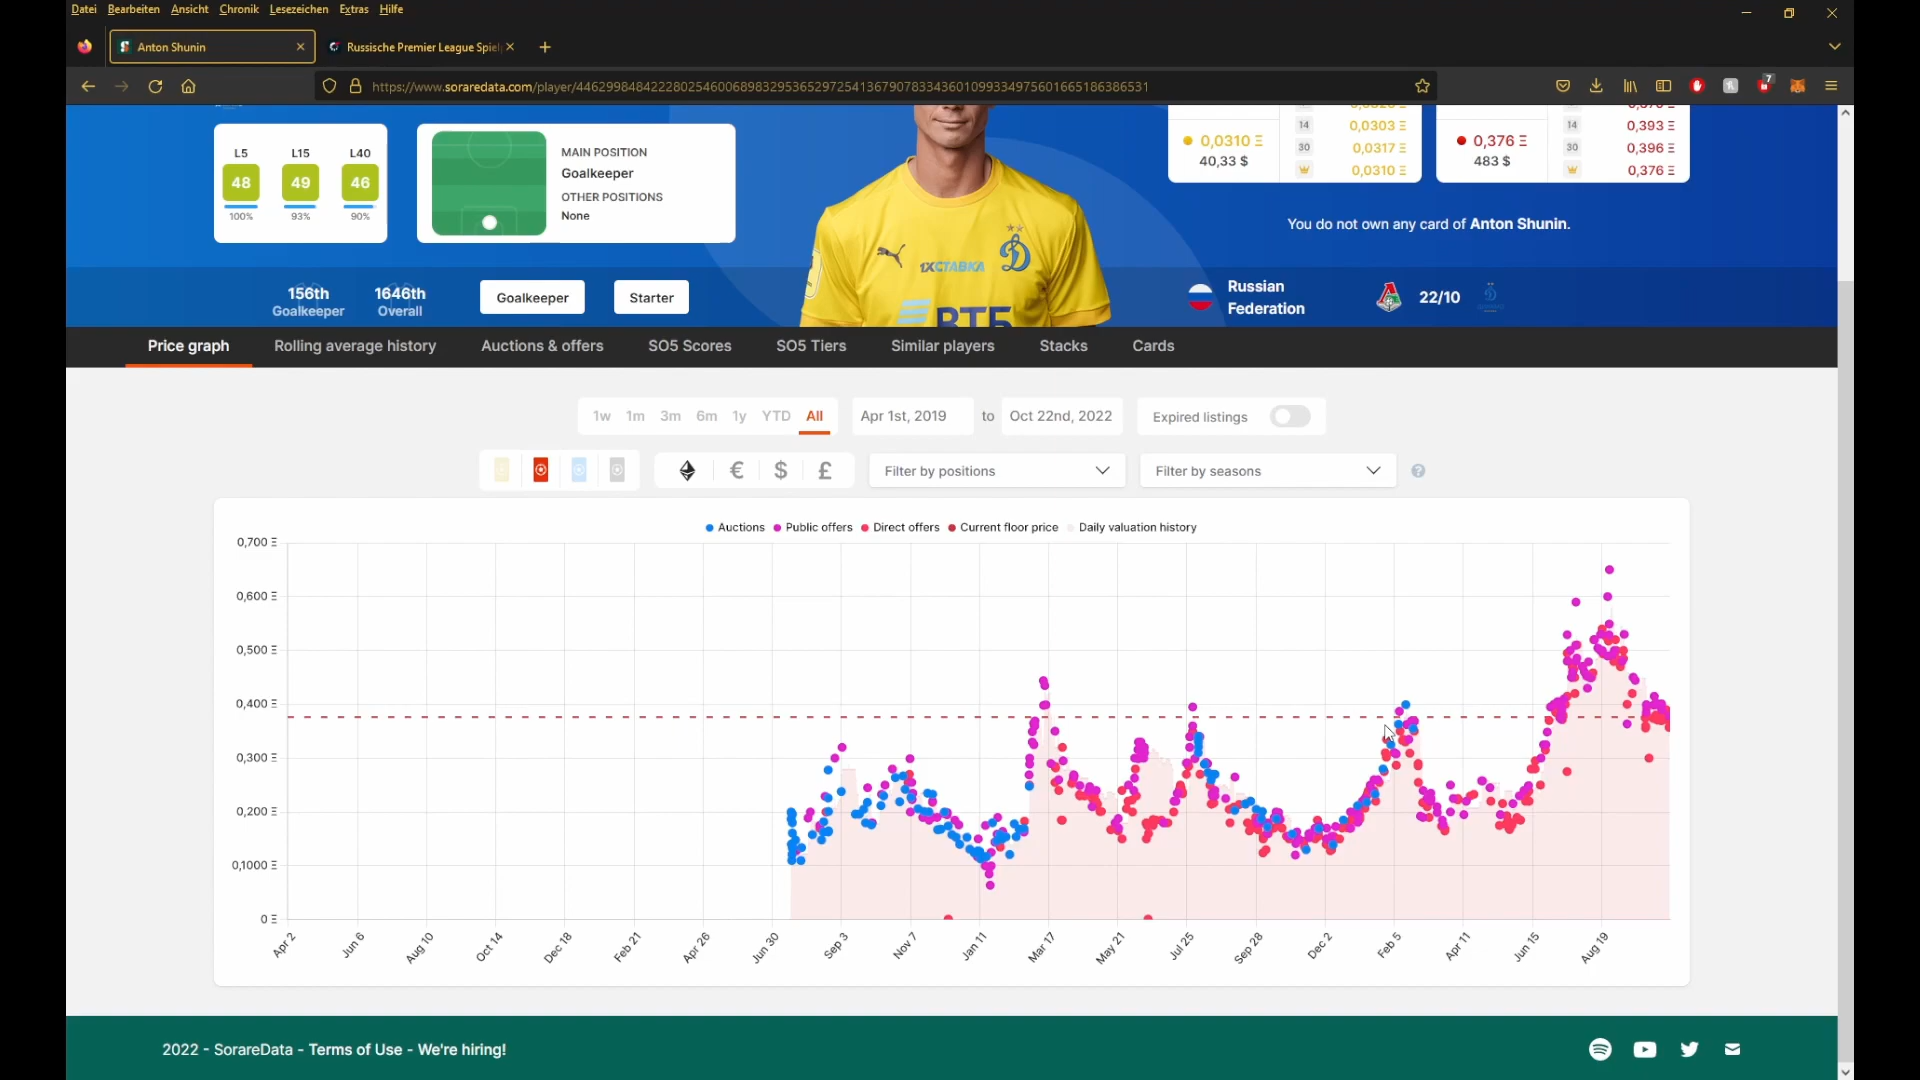 Datei Bearbeiten Ansicht Chronik Lesezeichen Extras Hilfe
Anton Shunin
Russische Premier League Spiel
https://www.soraredata.com/player/44629984842228025460068983295365297254136790783343601099334975601665186386531
7
L5 L15 L40
48 49 46
100% 93% 90%
MAIN POSITION
Goalkeeper
OTHER POSITIONS
None
1XСТАВКА
ВТБ
14 0,0303 Ξ
0,0310 Ξ
30 0,0317 Ξ
40,33 $
0,0310 Ξ
14 0,393 Ξ
0,376 Ξ
30 0,396 Ξ
483 $
0,376 Ξ
You do not own any card of Anton Shunin.
156th
Goalkeeper
1646th
Overall
Goalkeeper
Starter
Russian
Federation
22/10
Price graph Rolling average history Auctions & offers SO5 Scores SO5 Tiers Similar players Stacks Cards
1w 1m 3m 6m 1y YTD All Apr 1st, 2019 to Oct 22nd, 2022 Expired listings
€ $ £ Filter by positions Filter by seasons ?
Auctions Public offers Direct offers Current floor price Daily valuation history
0,700 Ξ
0,600 Ξ
0,500 Ξ
0,400 Ξ
0,300 Ξ
0,200 Ξ
0,1000 Ξ
0 Ξ
Apr 2 Jun 6 Aug 10 Oct 14 Dec 18 Feb 21 Apr 26 Jun 30 Sep 3 Nov 7 Jan 11 Mar 17 May 21 Jul 25 Sep 28 Dec 2 Feb 5 Apr 11 Jun 15 Aug 19
2022 - SorareData - Terms of Use - We're hiring!